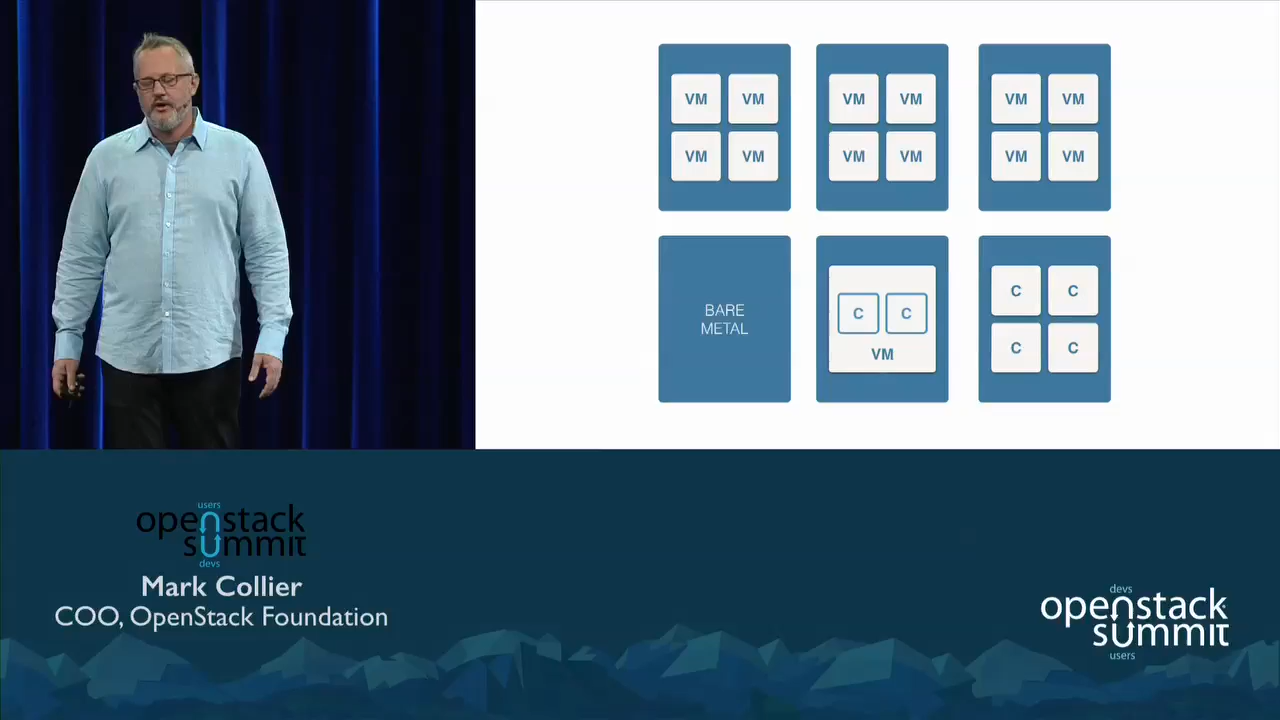 VM VM VM VM VM VM
VM VM VM VM VM VM
BARE
METAL
C C
VM
C C
C C
users
openstack
summit
devs
Mark Collier
COO, OpenStack Foundation
devs
openstack
summit
users